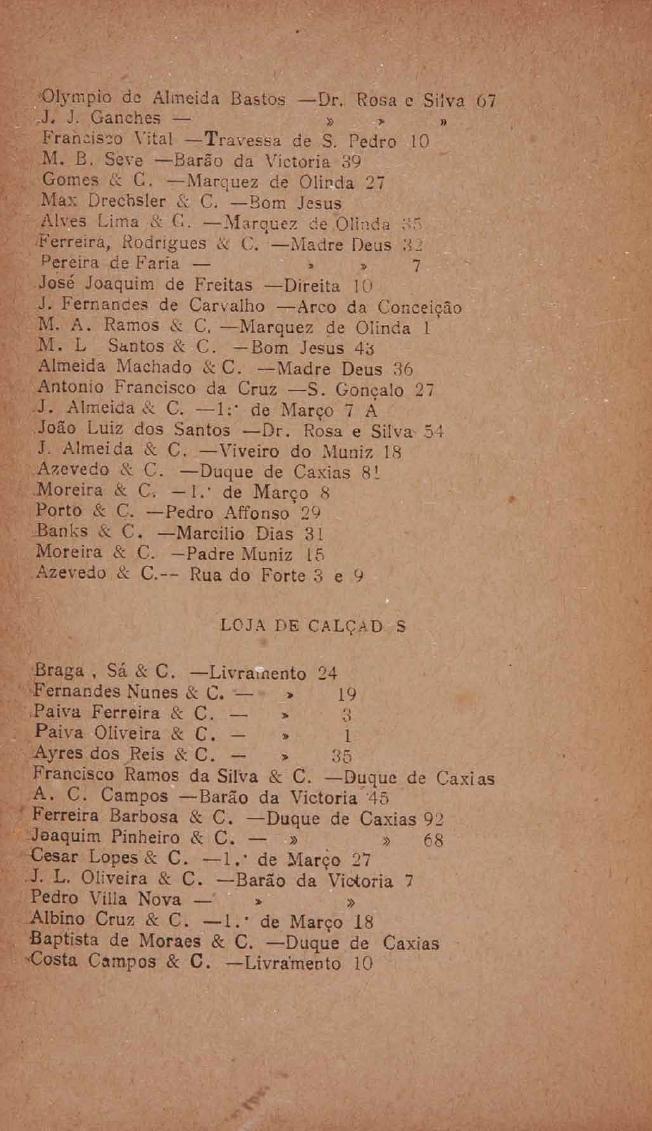 Olympio de Almeida Bastos —Dr. Rosa e Silva 67
J. J. Ganches — » » »
Francisco Vital —Travessa de S. Pedro 10
M. B. Seve —Barão da Victoria 39
Gomes & C. —Marquez de Olinda 27
Max Drechsler & C. —Bom Jesus
Alves Lima & C. —Marquez de Olinda 35
Ferreira, Rodrigues & C. —Madre Deus 32
Pereira de Faria — » » 7
José Joaquim de Freitas —Direita 10
J. Fernandes de Carvalho —Arco da Conceição
M. A. Ramos & C. —Marquez de Olinda 1
M. L Santos & C. —Bom Jesus 43
Almeida Machado & C. —Madre Deus 36
Antonio Francisco da Cruz —S. Gonçalo 27
J. Almeida & C. —1.· de Março 7 A
João Luiz dos Santos —Dr. Rosa e Silva 54
J. Almeida & C. —Viveiro do Muniz 18
Azevedo & C. —Duque de Caxias 81
Moreira & C. —1.· de Março 8
Porto & C. —Pedro Affonso 29
Banks & C. —Marcilio Dias 31
Moreira & C. —Padre Muniz 15
Azevedo & C.-- Rua do Forte 3 e 9
LOJA DE CALÇAD S
Braga , Sá & C. —Livramento 24
Fernandes Nunes & C. — » 19
Paiva Ferreira & C. — » 3
Paiva Oliveira & C. — » 1
Ayres dos Reis & C. — » 35
Francisco Ramos da Silva & C. —Duque de Caxias
A. C. Campos —Barão da Victoria 45
Ferreira Barbosa & C. —Duque de Caxias 92
Joaquim Pinheiro & C. — » » 68
Cesar Lopes & C. —1.· de Março 27
J. L. Oliveira & C. —Barão da Victoria 7
Pedro Villa Nova — » »
Albino Cruz & C. —1.· de Março 18
Baptista de Moraes & C. —Duque de Caxias
Costa Campos & C. —Livramento 10